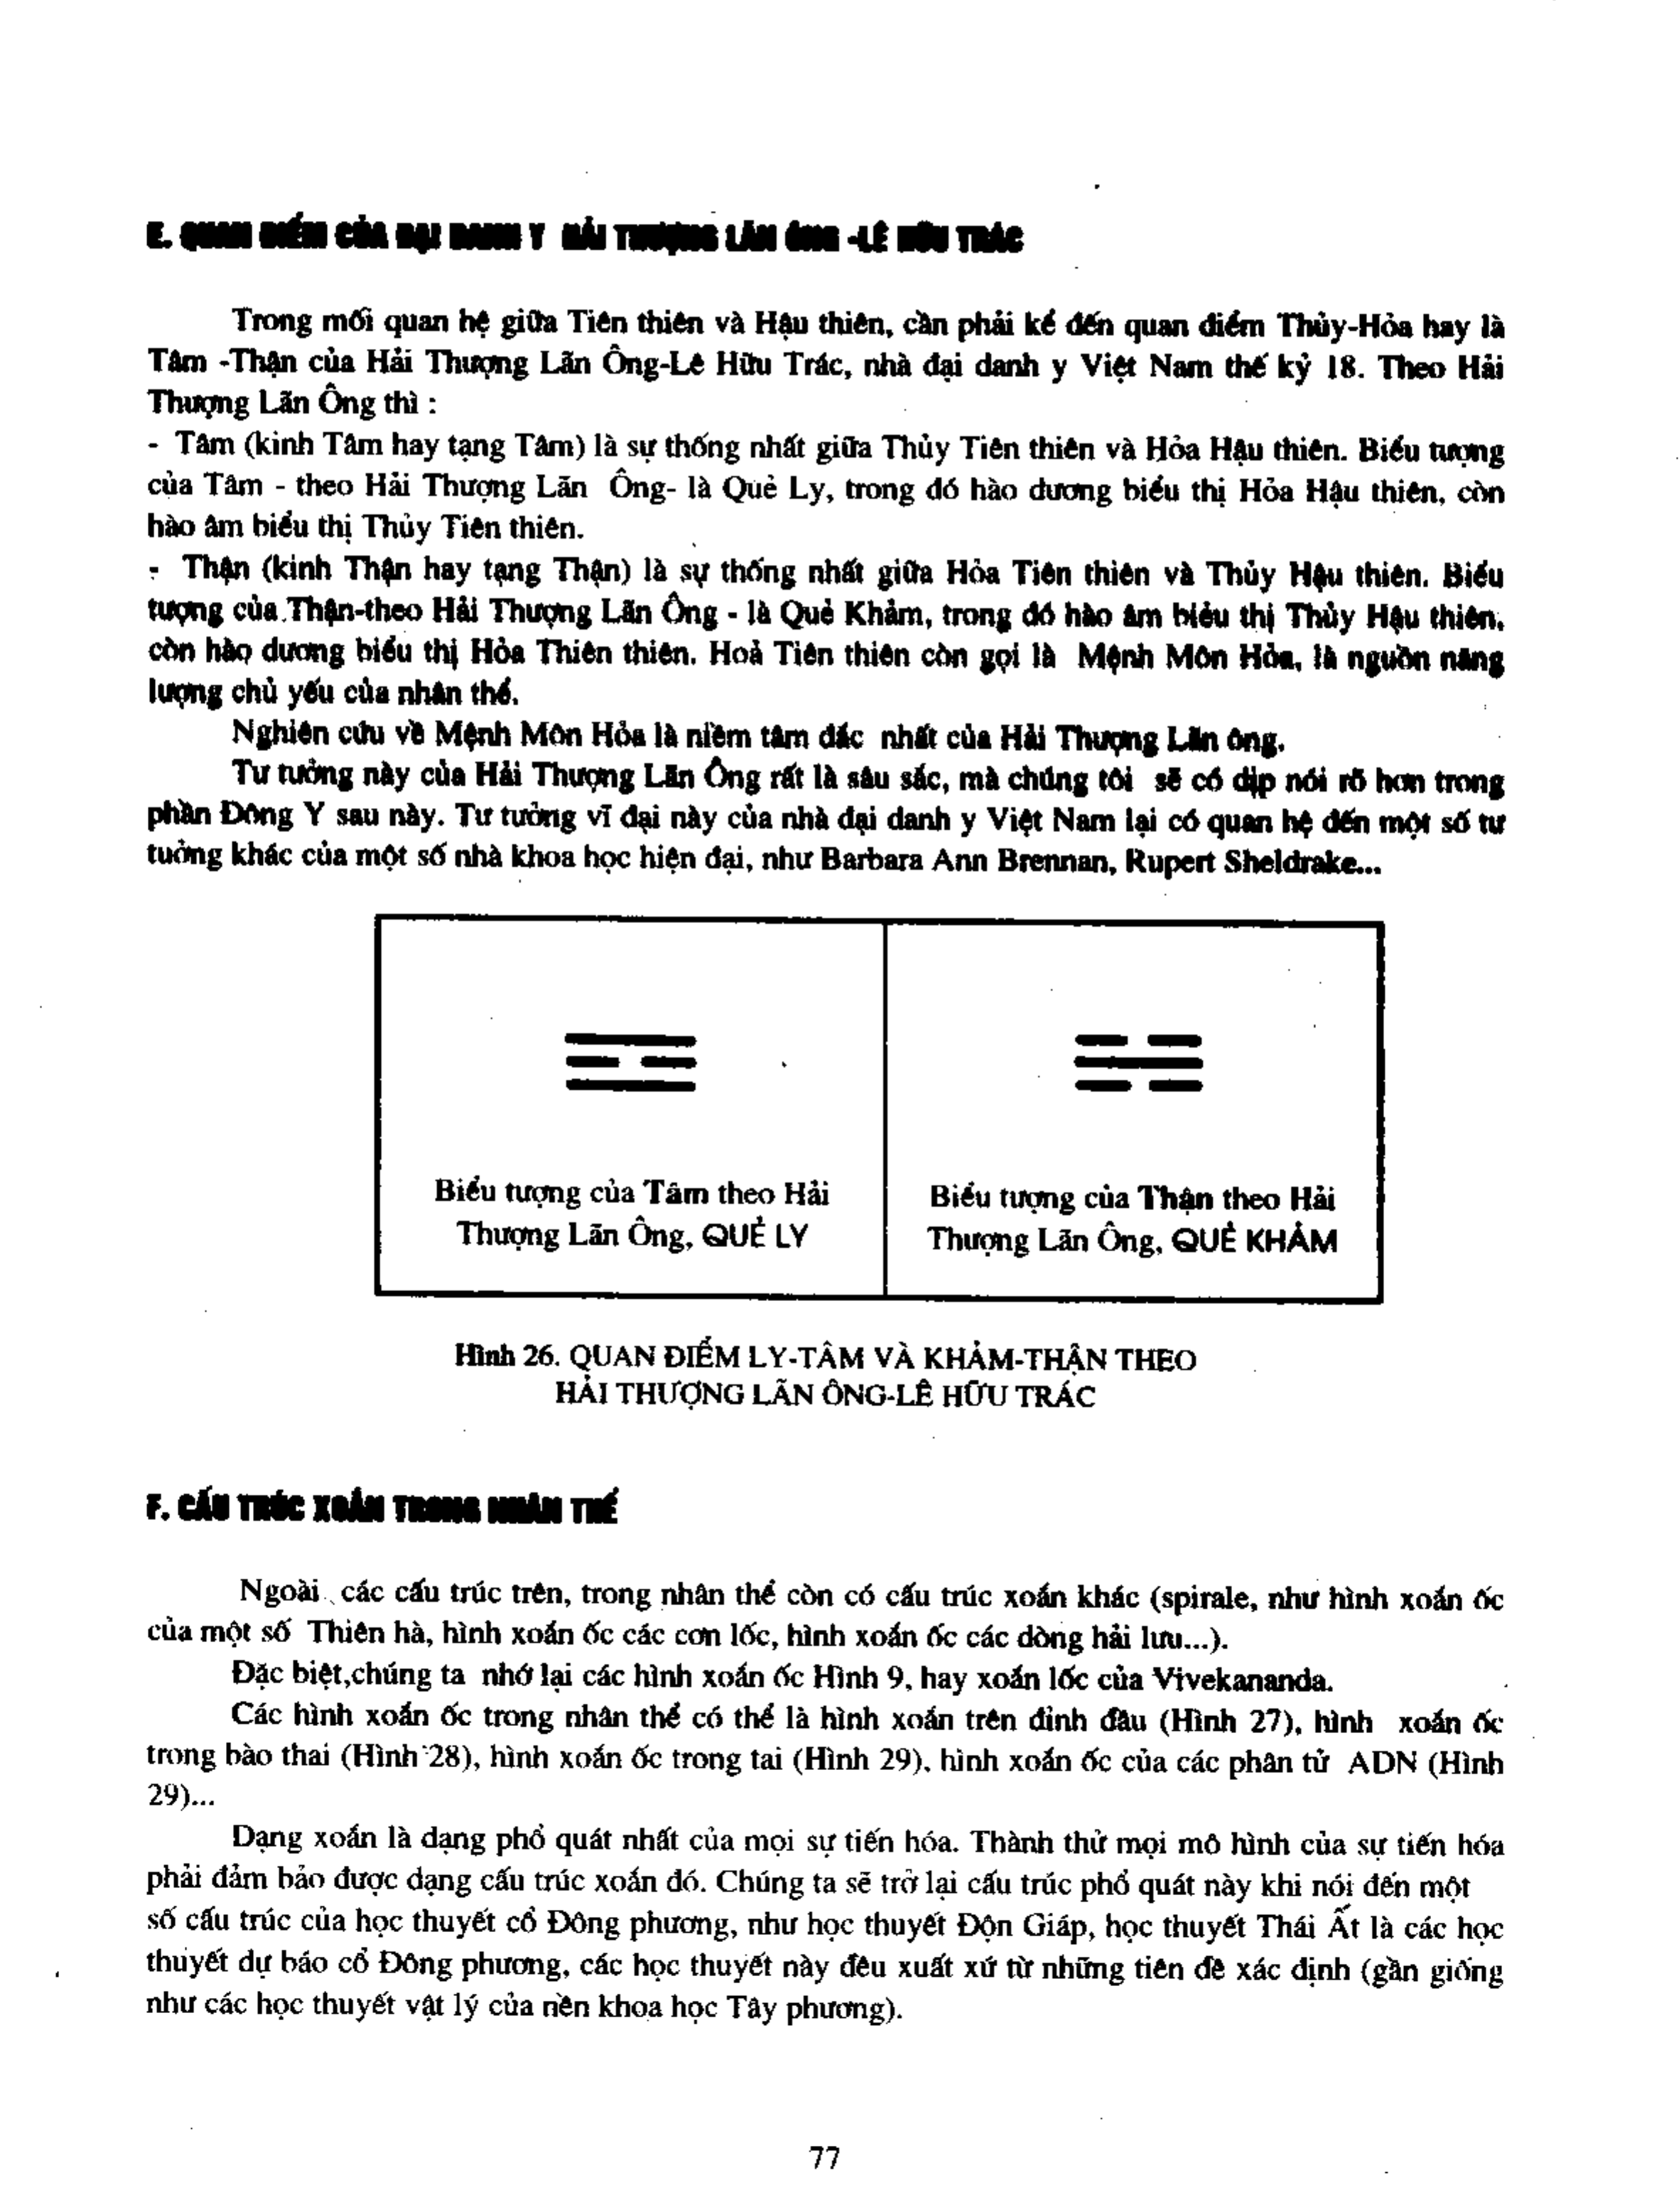 E. QUAN ĐIỂM CỦA ĐẠI DANH Y HẢI THƯỢNG LÃN ÔNG -LÊ HỮU TRÁC
Trong mối quan hệ giữa Tiên thiên và Hậu thiên, cần phải kể đến quan điểm Thủy-Hỏa hay là
Tâm -Thận của Hải Thượng Lãn Ông-Lê Hữu Trác, nhà đại danh y Việt Nam thế kỷ 18. Theo Hải
Thượng Lãn Ông thì :
- Tâm (kinh Tâm hay tạng Tâm) là sự thống nhất giữa Thủy Tiên thiên và Hỏa Hậu thiên. Biểu tượng
của Tâm - theo Hải Thượng Lãn Ông- là Quẻ Ly, trong đó hào dương biểu thị Hỏa Hậu thiên, còn
hào âm biểu thị Thủy Tiên thiên.
- Thận (kinh Thận hay tạng Thận) là sự thống nhất giữa Hỏa Tiên thiên và Thủy Hậu thiên. Biểu
tượng của Thận-theo Hải Thượng Lãn Ông - là Quẻ Khảm, trong đó hào âm biểu thị Thủy Hậu thiên,
còn hào dương biểu thị Hỏa Thiên thiên. Hoả Tiên thiên còn gọi là Mệnh Môn Hỏa, là nguồn năng
lượng chủ yếu của nhân thể.
Nghiên cứu về Mệnh Môn Hỏa là niềm tâm đắc nhất của Hải Thượng Lãn ông.
Tư tưởng này của Hải Thượng Lãn Ông rất là sâu sắc, mà chúng tôi sẽ có dịp nói rõ hơn trong
phần Đông Y sau này. Tư tưởng vĩ đại này của nhà đại danh y Việt Nam lại có quan hệ đến một số tư
tưởng khác của một số nhà khoa học hiện đại, như Barbara Ann Brennan, Rupert Sheldrake...
Biểu tượng của Tâm theo Hải
Thượng Lãn Ông, QUẺ LY
Biểu tượng của Thận theo Hải
Thượng Lãn Ông, QUẺ KHẢM
Hình 26. QUAN ĐIỂM LY-TÂM VÀ KHẢM-THẬN THEO
HẢI THƯỢNG LÃN ÔNG-LÊ HỮU TRÁC
F. CẤU TRÚC XOẮN TRONG NHÂN THỂ
Ngoài các cấu trúc trên, trong nhân thể còn có cấu trúc xoắn khác (spirale, như hình xoắn ốc
của một số Thiên hà, hình xoắn ốc các cơn lốc, hình xoắn ốc các dòng hải lưu...).
Đặc biệt,chúng ta nhớ lại các hình xoắn ốc Hình 9, hay xoắn lốc của Vivekananda.
Các hình xoắn ốc trong nhân thể có thể là hình xoắn trên đỉnh đầu (Hình 27), hình xoắn ốc
trong bào thai (Hình 28), hình xoắn ốc trong tai (Hình 29), hình xoắn ốc của các phân tử ADN (Hình
29)...
Dạng xoắn là dạng phổ quát nhất của mọi sự tiến hóa. Thành thử mọi mô hình của sự tiến hóa
phải đảm bảo được dạng cấu trúc xoắn đó. Chúng ta sẽ trở lại cấu trúc phổ quát này khi nói đến một
số cấu trúc của học thuyết cổ Đông phương, như học thuyết Độn Giáp, học thuyết Thái Ất là các học
thuyết dự báo cổ Đông phương, các học thuyết này đều xuất xứ từ những tiên đề xác định (gần giống
như các học thuyết vật lý của nền khoa học Tây phương).
77